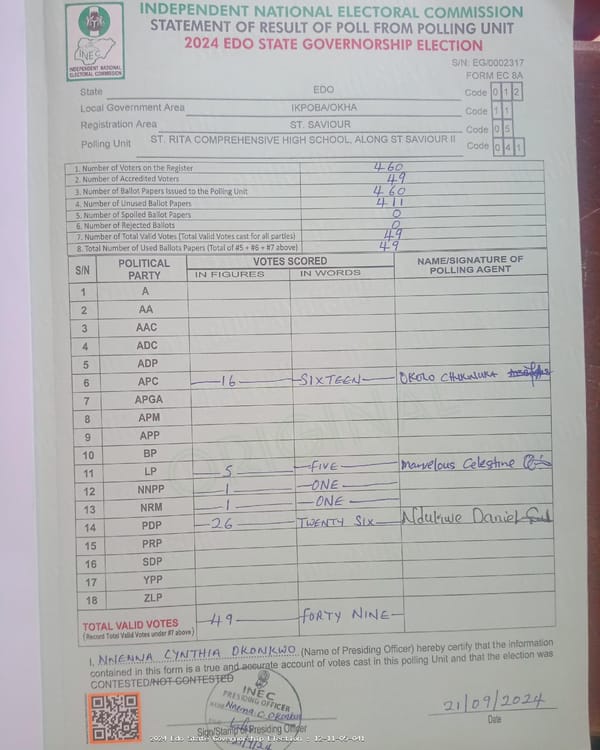 INDEPENDENT NATIONAL ELECTORAL COMMISSION
STATEMENT OF RESULT OF POLL FROM POLLING UNIT
2024 EDO STATE GOVERNORSHIP ELECTION
INEC
INDEPENDENT NATIONAL
ELECTORAL COMMISSION
S/N: EG/0002317
FORM EC 8A
State EDO Code 0 1 2
Local Government Area IKPOBA/OKHA Code 1 1
Registration Area ST. SAVIOUR Code 0 5
Polling Unit ST. RITA COMPREHENSIVE HIGH SCHOOL, ALONG ST SAVIOUR II Code 0 4 1
1. Number of Voters on the Register 460
2. Number of Accredited Voters 49
3. Number of Ballot Papers Issued to the Polling Unit 460
4. Number of Unused Ballot Papers 411
5. Number of Spoiled Ballot Papers 0
6. Number of Rejected Ballots 0
7. Number of Total Valid Votes (Total Valid Votes cast for all parties) 49
8. Total Number of Used Ballots Papers (Total of #5 + #6 + #7 above) 49
S/N POLITICAL PARTY VOTES SCORED NAME/SIGNATURE OF POLLING AGENT
IN FIGURES IN WORDS
1 A
2 AA
3 AAC
4 ADC
5 ADP
6 APC 16 SIXTEEN OKOLO CHUKWUKA
7 APGA
8 APM
9 APP
10 BP
11 LP 5 FIVE Marvelous Celestine
12 NNPP 1 ONE
13 NRM 1 ONE
14 PDP 26 TWENTY SIX Ndukwe Daniel
15 PRP
16 SDP
17 YPP
18 ZLP
TOTAL VALID VOTES 49 FORTY NINE
(Record Total Valid Votes under #7 above)
I, NNENNA CYNTHIA OKONKWO (Name of Presiding Officer) hereby certify that the information
contained in this form is a true and accurate account of votes cast in this polling Unit and that the election was
CONTESTED/NOT CONTESTED
INEC
PRESIDING OFFICER
NAME Nnenna C. Okonkwo
Sign/Stamp of Presiding Officer
21/09/2024
Date
2024 Edo State Governorship Election - 12-11-05-041